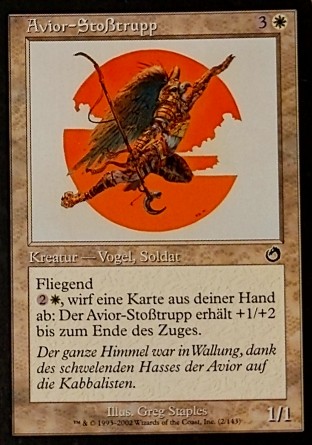 Avior-Stoßtrupp 3
Kreatur — Vogel, Soldat
Fliegend
2, wirf eine Karte aus deiner Hand
ab: Der Avior-Stoßtrupp erhält +1/+2
bis zum Ende des Zuges.
Der ganze Himmel war in Wallung, dank
des schwelenden Hasses der Avior auf
die Kabbalisten.
Illus. Greg Staples
™ & © 1993-2002 Wizards of the Coast, Inc. (2/143)
1/1